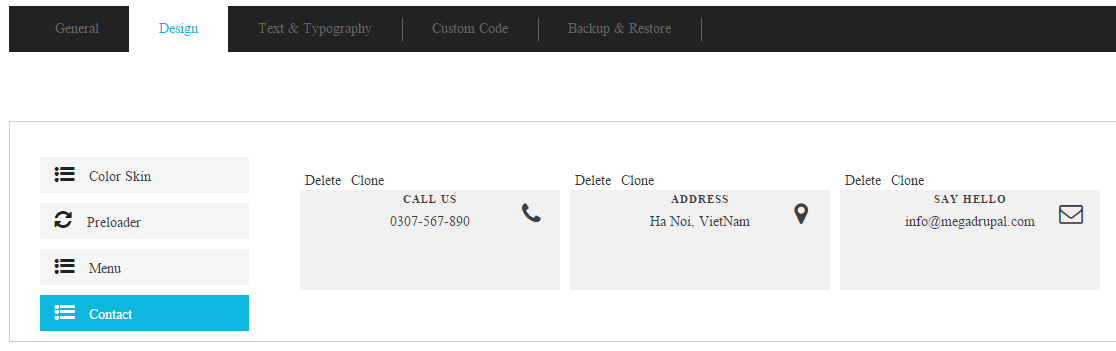 General Design Text & Typography Custom Code Backup & Restore
Color Skin
Preloader
Menu
Contact
Delete Clone
CALL US
0307-567-890
Delete Clone
ADDRESS
Ha Noi, VietNam
Delete Clone
SAY HELLO
info@megadrupal.com